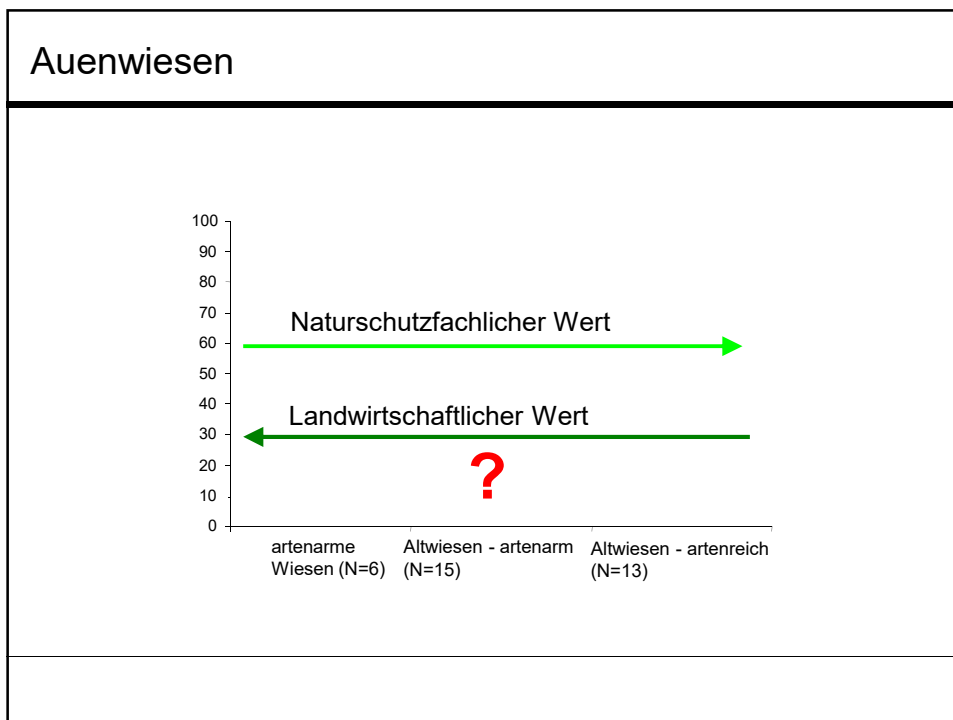 Auenwiesen
100
90
80
70
60
50
40
30
20
10
0
Naturschutzfachlicher Wert
Landwirtschaftlicher Wert
?
artenarme
Wiesen (N=6)
Altwiesen - artenarm
(N=15)
Altwiesen - artenreich
(N=13)